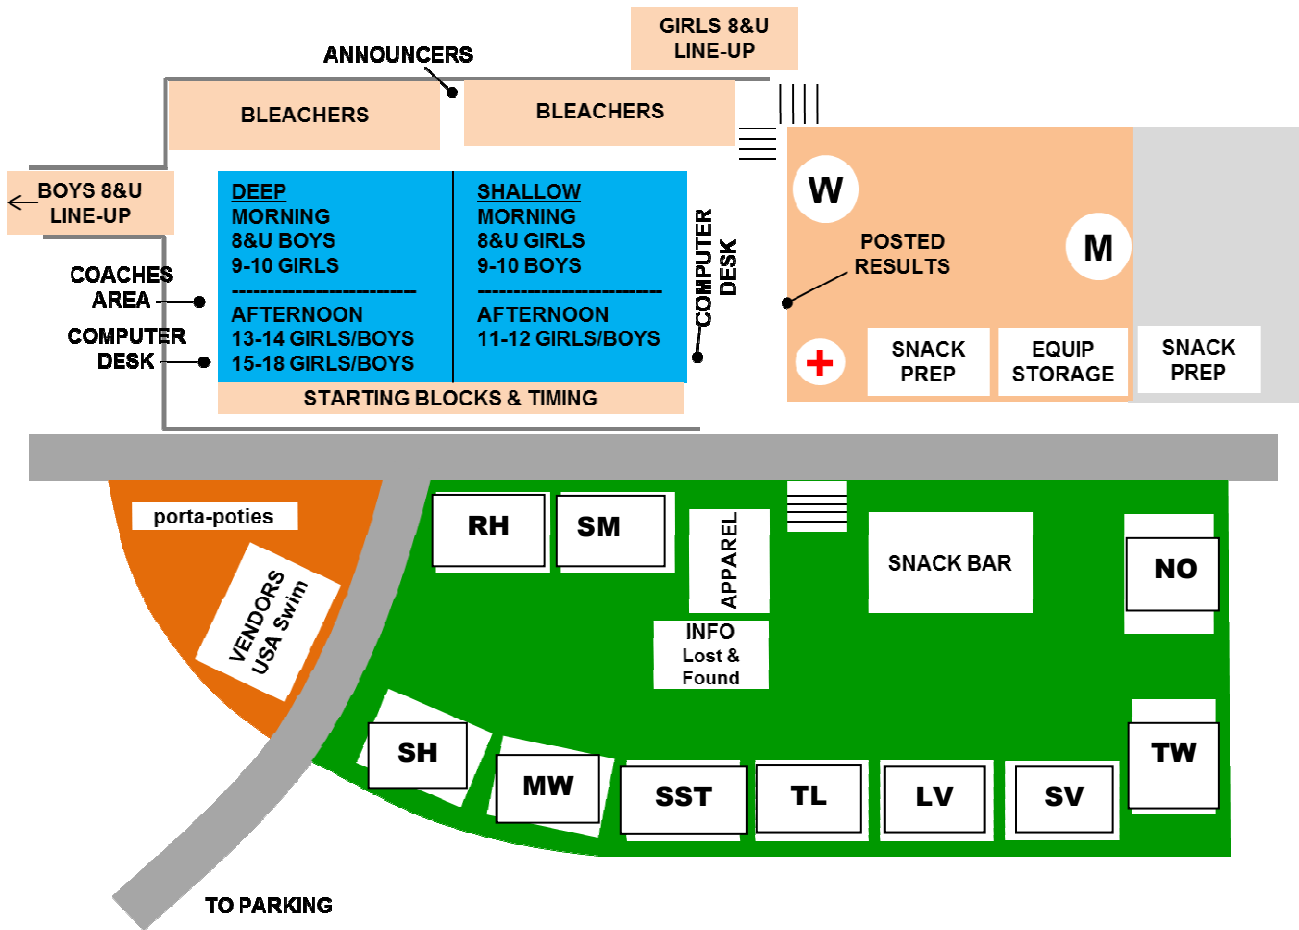 GIRLS 8&U
LINE-UP
ANNOUNCERS
BLEACHERS
BLEACHERS
BOYS 8&U
LINE-UP
DEEP
MORNING
8&U BOYS
9-10 GIRLS
--------------------------
AFTERNOON
13-14 GIRLS/BOYS
15-18 GIRLS/BOYS
SHALLOW
MORNING
8&U GIRLS
9-10 BOYS
--------------------------
AFTERNOON
11-12 GIRLS/BOYS
COACHES
AREA
COMPUTER
DESK
COMPUTER
DESK
STARTING BLOCKS & TIMING
W
M
POSTED
RESULTS
SNACK
PREP
EQUIP
STORAGE
SNACK
PREP
porta-poties
VENDORS
USA Swim
RH
SM
APPAREL
SNACK BAR
NO
INFO
Lost &
Found
SH
MW
SST
TL
LV
SV
TW
TO PARKING